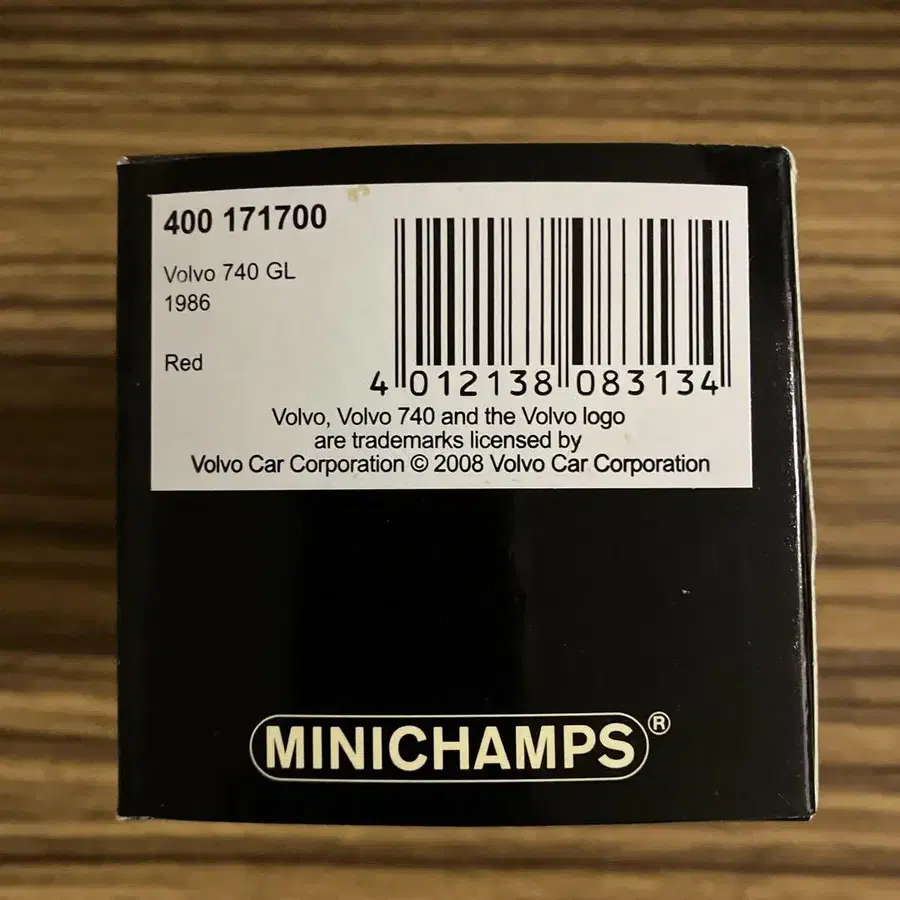 400 171700
Volvo 740 GL
1986
Red
4 012138 083134
Volvo, Volvo 740 and the Volvo logo
are trademarks licensed by
Volvo Car Corporation © 2008 Volvo Car Corporation
MINICHAMPS®